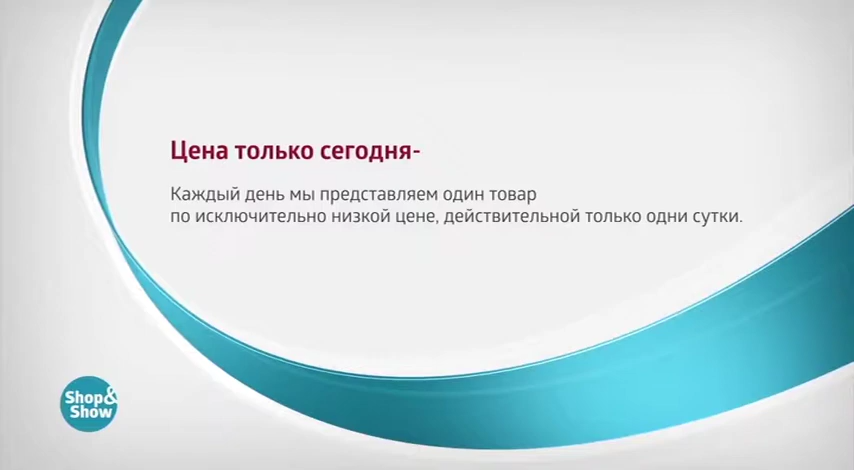 Цена только сегодня-
Каждый день мы представляем один товар
по исключительно низкой цене, действительной только одни сутки.
Shop&
Show